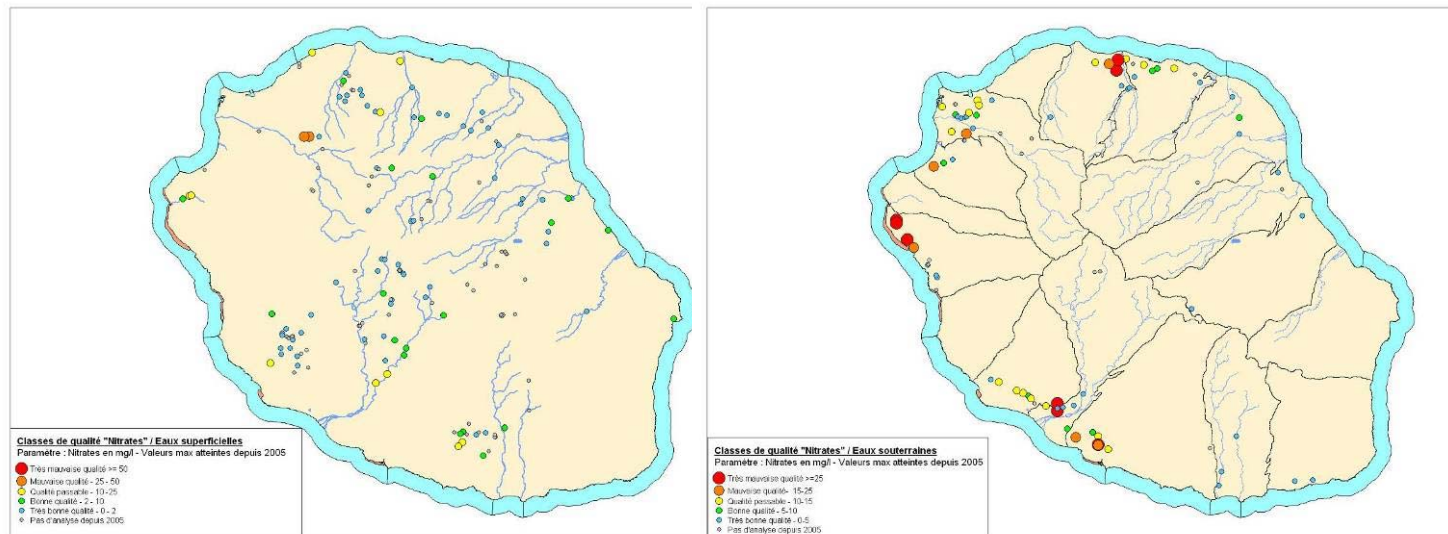 Classes de qualité "Nitrates" / Eaux superficielles
Paramètre : Nitrates en mg/l - Valeurs max atteintes depuis 2005
Très mauvaise qualité >= 50
Mauvaise qualité - 25 - 50
Qualité passable - 10 -25
Bonne qualité - 2 - 10
Très bonne qualité - 0 - 2
Pas d'analyse depuis 2005
Classes de qualité "Nitrates" / Eaux souterraines
Paramètre : Nitrates en mg/l - Valeurs max atteintes depuis 2005
Très mauvaise qualité >=25
Mauvaise qualité- 15-25
Qualité passable - 10-15
Bonne qualité - 5-10
Très bonne qualité - 0-5
Pas d'analyse depuis 2005